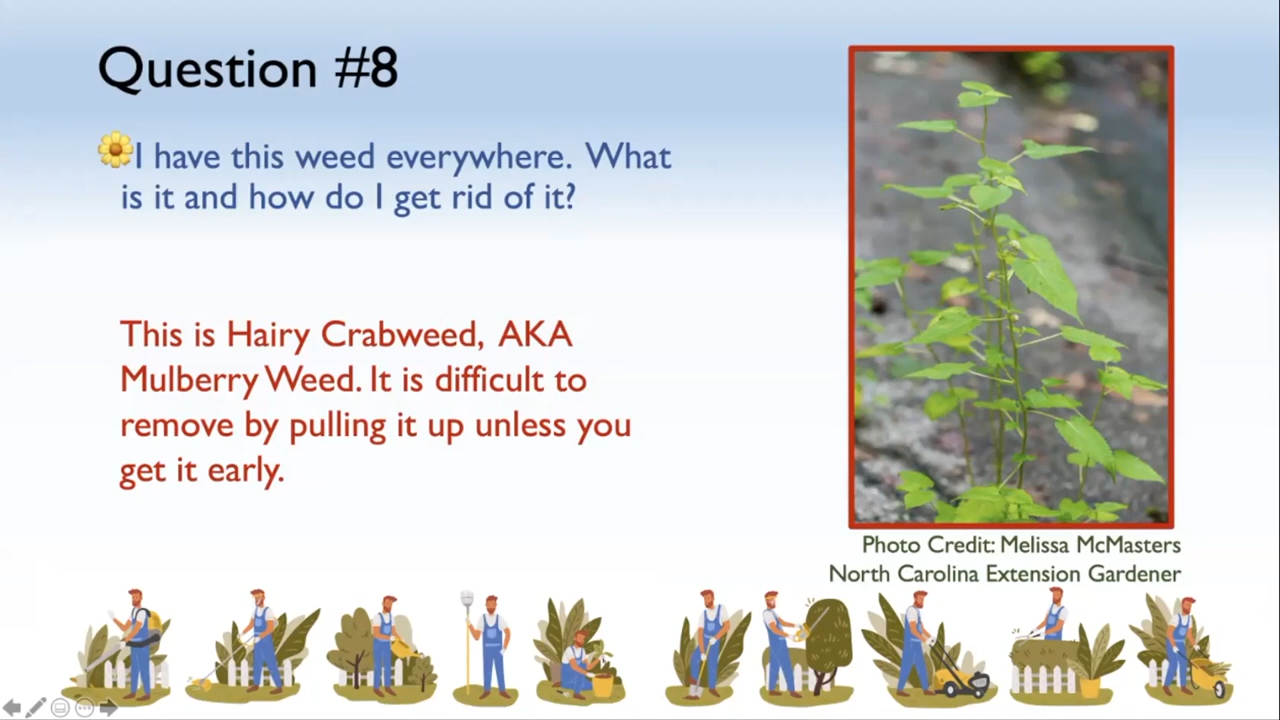 Question #8
I have this weed everywhere. What
is it and how do I get rid of it?
This is Hairy Crabweed, AKA
Mulberry Weed. It is difficult to
remove by pulling it up unless you
get it early.
Photo Credit: Melissa McMasters
North Carolina Extension Gardener